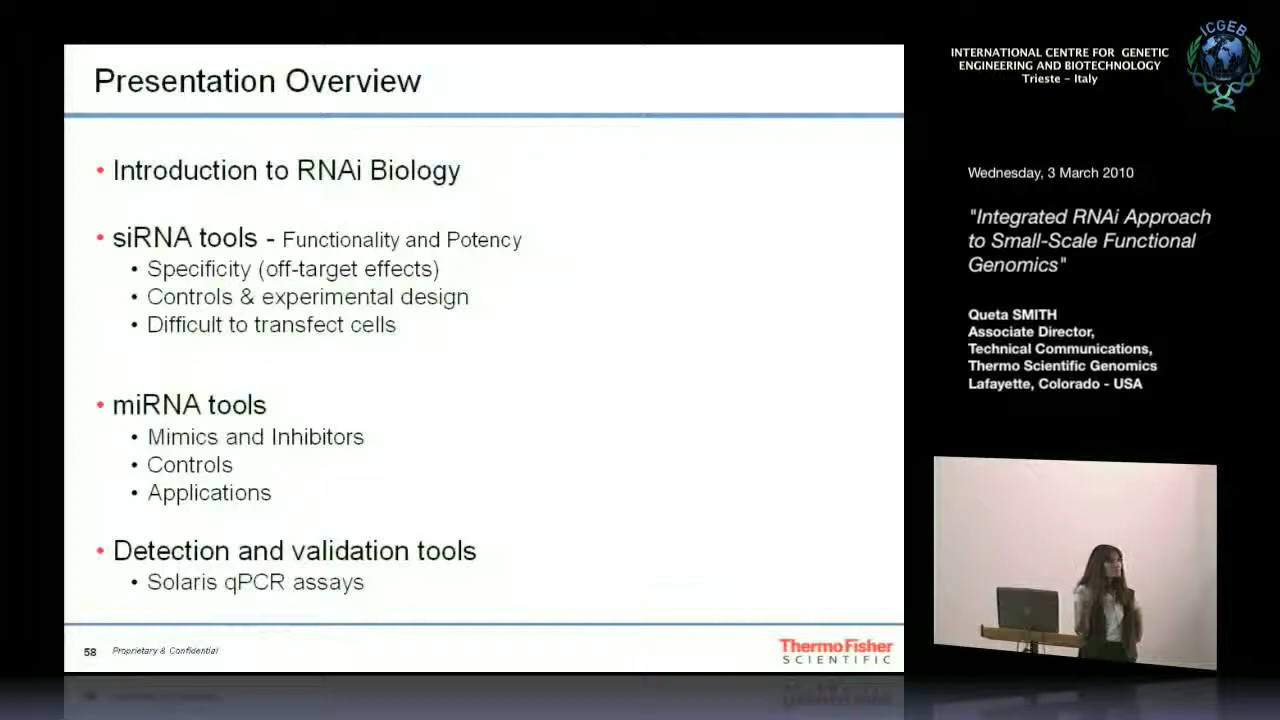 Presentation Overview
• Introduction to RNAi Biology
• siRNA tools - Functionality and Potency
• Specificity (off-target effects)
• Controls & experimental design
• Difficult to transfect cells
• miRNA tools
• Mimics and Inhibitors
• Controls
• Applications
• Detection and validation tools
• Solaris qPCR assays
58 Proprietary & Confidential
ThermoFisher
SCIENTIFIC
INTERNATIONAL CENTRE FOR GENETIC
ENGINEERING AND BIOTECHNOLOGY
Trieste – Italy
ICGEB
Wednesday, 3 March 2010
"Integrated RNAi Approach
to Small-Scale Functional
Genomics"
Queta SMITH
Associate Director,
Technical Communications,
Thermo Scientific Genomics
Lafayette, Colorado - USA